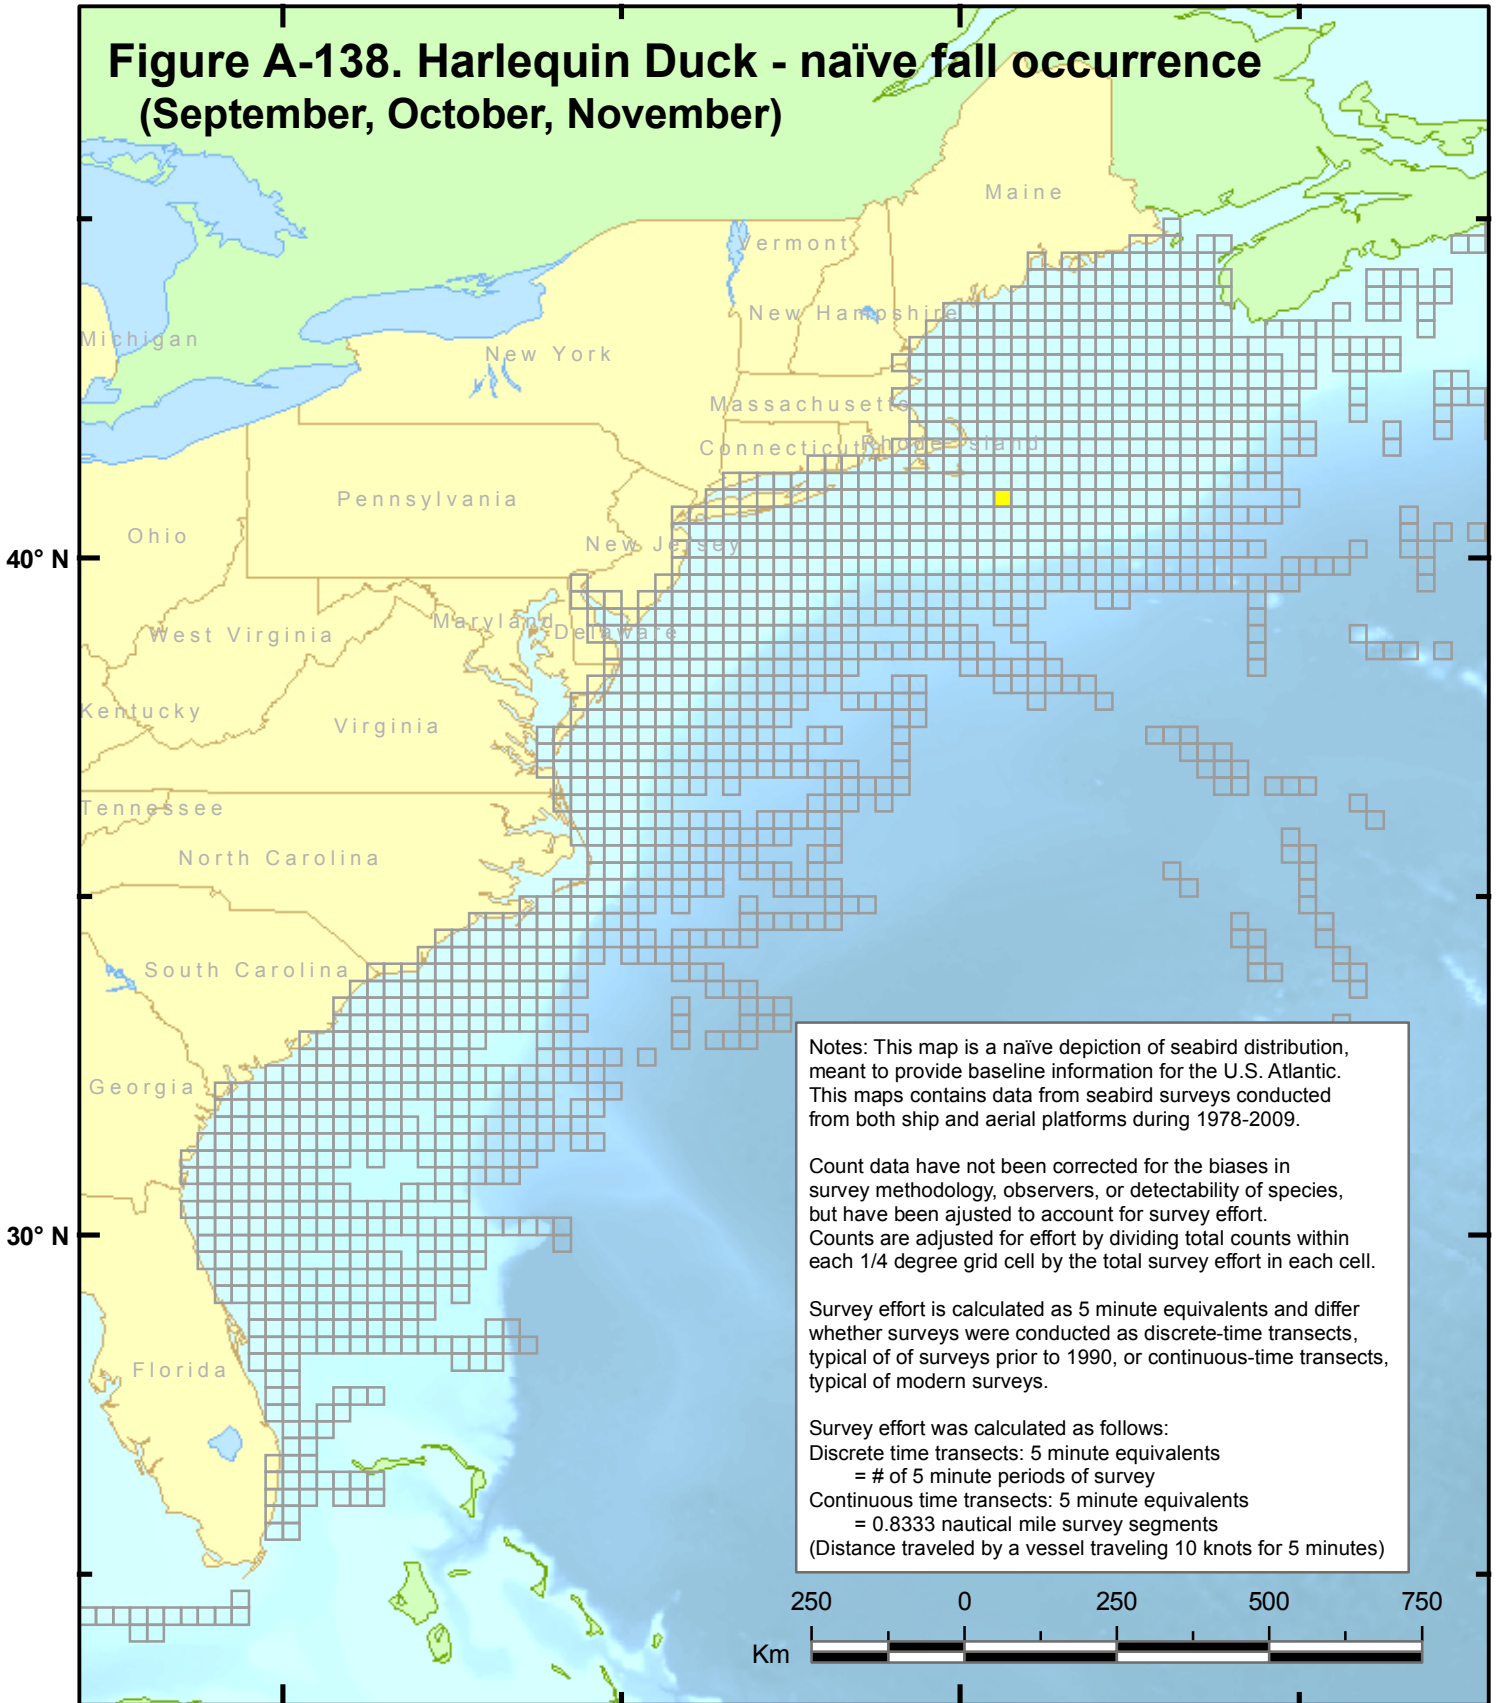 Figure A-138. Harlequin Duck - naïve fall occurrence
(September, October, November)
Maine
Vermont
New Hampshire
Michigan
New York
Massachusetts
Connecticut
Rhode Island
Pennsylvania
Ohio
New Jersey
40° N
Maryland
Delaware
West Virginia
Kentucky
Virginia
Tennessee
North Carolina
South Carolina
Georgia
30° N
Florida
Notes: This map is a naïve depiction of seabird distribution,
meant to provide baseline information for the U.S. Atlantic.
This maps contains data from seabird surveys conducted
from both ship and aerial platforms during 1978-2009.
Count data have not been corrected for the biases in
survey methodology, observers, or detectability of species,
but have been ajusted to account for survey effort.
Counts are adjusted for effort by dividing total counts within
each 1/4 degree grid cell by the total survey effort in each cell.
Survey effort is calculated as 5 minute equivalents and differ
whether surveys were conducted as discrete-time transects,
typical of of surveys prior to 1990, or continuous-time transects,
typical of modern surveys.
Survey effort was calculated as follows:
Discrete time transects: 5 minute equivalents
= # of 5 minute periods of survey
Continuous time transects: 5 minute equivalents
= 0.8333 nautical mile survey segments
(Distance traveled by a vessel traveling 10 knots for 5 minutes)
250 0 250 500 750
Km